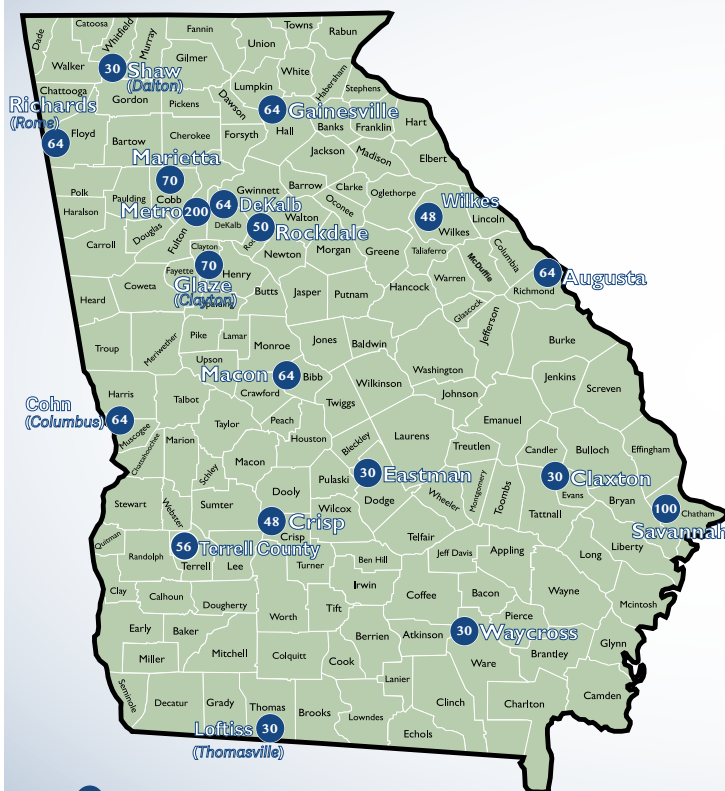 Dade
Catoosa
Whitfield
Murray
Fannin
Towns
Rabun
Union
Walker
30
Shaw
(Dalton)
Gilmer
White
Habersham
Lumpkin
Stephens
Chattooga
Gordon
Pickens
Dawson
Richards
(Rome)
64
Floyd
Bartow
Cherokee
Forsyth
64
Gainesville
Hall
Banks
Franklin
Hart
Jackson
Madison
Elbert
Marietta
70
Cobb
Polk
Paulding
Haralson
Metro
200
64
DeKalb
DeKalb
Gwinnett
Barrow
Clarke
Oconee
Oglethorpe
48
Wilkes
Wilkes
Lincoln
Douglas
Fulton
Carroll
50
Rockdale
Walton
Newton
Morgan
Greene
Taliaferro
McDuffie
Columbia
Clayton
70
Fayette
Henry
Glaze
(Clayton)
Coweta
Heard
Butts
Jasper
Putnam
Hancock
Warren
Glascock
64
Augusta
Richmond
Jefferson
Burke
Troup
Meriwether
Pike
Lamar
Upson
Monroe
Jones
Baldwin
Washington
Jenkins
Screven
Macon
64
Bibb
Crawford
Wilkinson
Johnson
Twiggs
Harris
Talbot
Taylor
Peach
Houston
Cohn
(Columbus)
64
Muscogee
Chattahoochee
Marion
Schley
Macon
Bleckley
Laurens
Treutlen
Emanuel
Candler
Bulloch
Effingham
Pulaski
30
Eastman
Dodge
Wheeler
Montgomery
Toombs
30
Claxton
Evans
Tattnall
Bryan
100
Chatham
Savannah
Stewart
Webster
Sumter
Dooly
48
Crisp
Crisp
Wilcox
Telfair
Quitman
Randolph
56
Terrell County
Terrell
Lee
Turner
Ben Hill
Jeff Davis
Appling
Long
Liberty
Clay
Calhoun
Dougherty
Worth
Irwin
Tift
Coffee
Bacon
Wayne
Mcintosh
Early
Baker
Mitchell
Colquitt
Cook
Berrien
Atkinson
30
Waycross
Ware
Pierce
Brantley
Glynn
Miller
Seminole
Decatur
Grady
Thomas
Brooks
Lowndes
Lanier
Clinch
Echols
Charlton
Camden
Loftiss
30
(Thomasville)